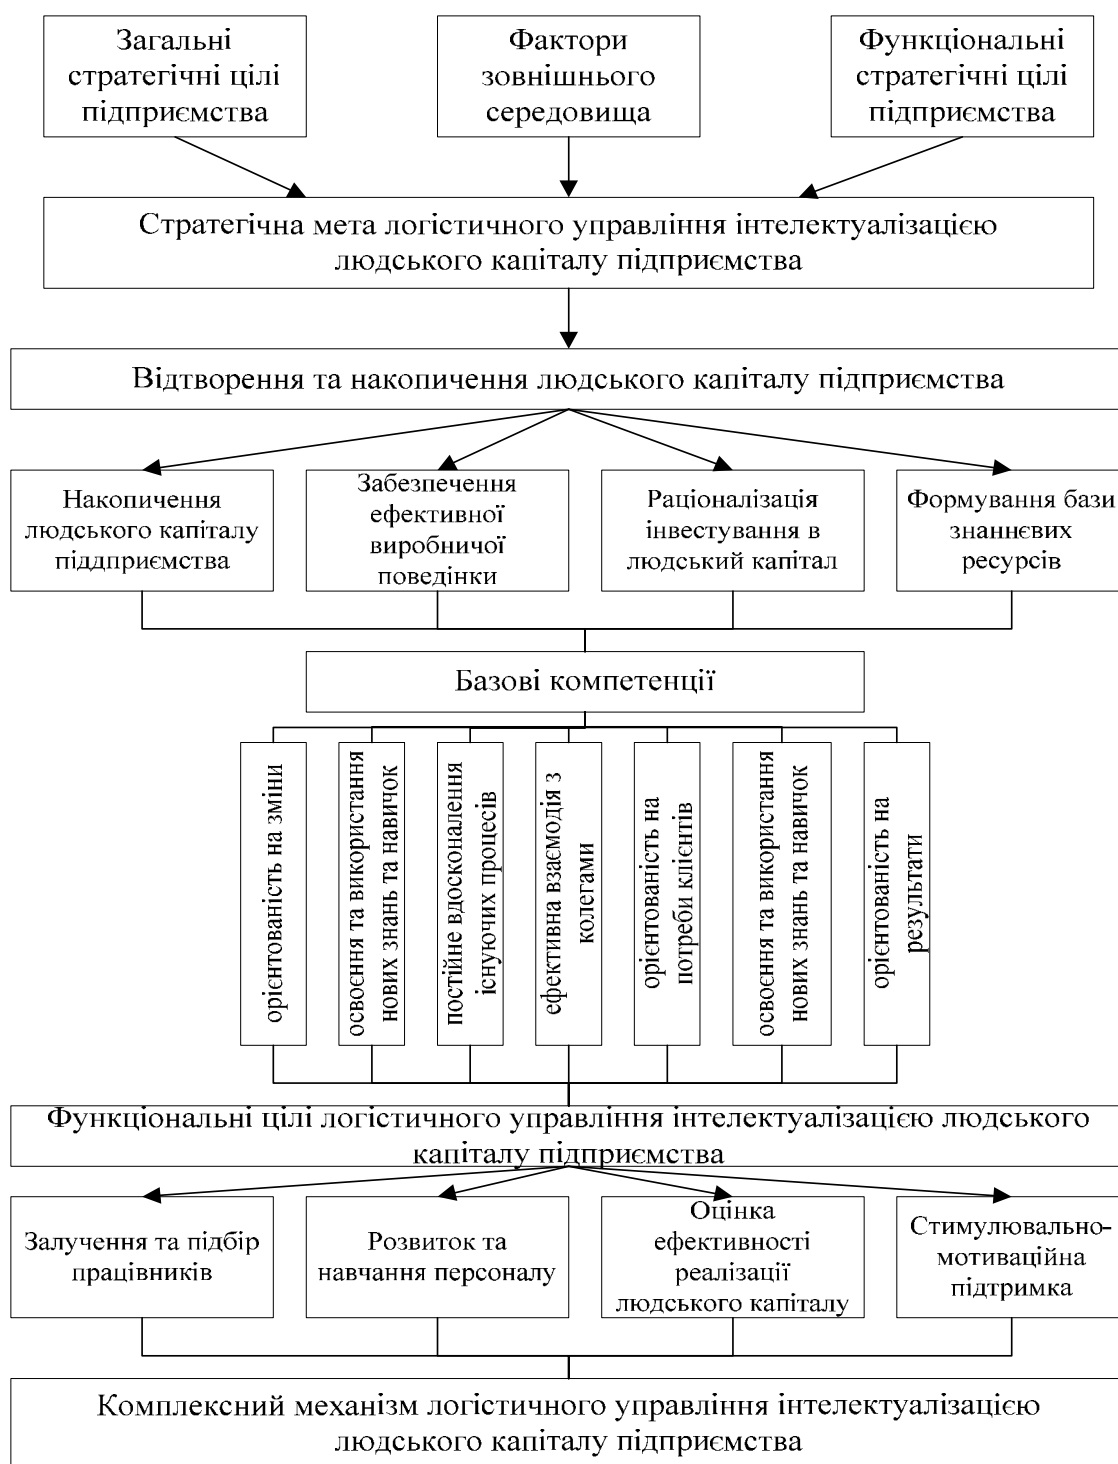 Загальні
стратегічні цілі
підприємства
Фактори
зовнішнього
середовища
Функціональні
стратегічні цілі
підприємства
Стратегічна мета логістичного управління інтелектуалізацією
людського капіталу підприємства
Відтворення та накопичення людського капіталу підприємства
Накопичення
людського капіталу
піддприємства
Забезпечення
ефективної
виробничої
поведінки
Раціоналізація
інвестування в
людський капітал
Формування бази
знаннєвих
ресурсів
Базові компетенції
орієнтованість на зміни
освоєння та використання
нових знань та навичок
постійне вдосконалення
існуючих процесів
ефективна взаємодія з
колегами
орієнтованість на
потреби клієнтів
освоєння та використання
нових знань та навичок
орієнтованість на
результати
Функціональні цілі логістичного управління інтелектуалізацією людського
капіталу підприємства
Залучення та підбір
працівників
Розвиток та
навчання персоналу
Оцінка
ефективності
реалізації
людського капіталу
Стимулювально-
мотиваційна
підтримка
Комплексний механізм логістичного управління інтелектуалізацією
людського капіталу підприємства